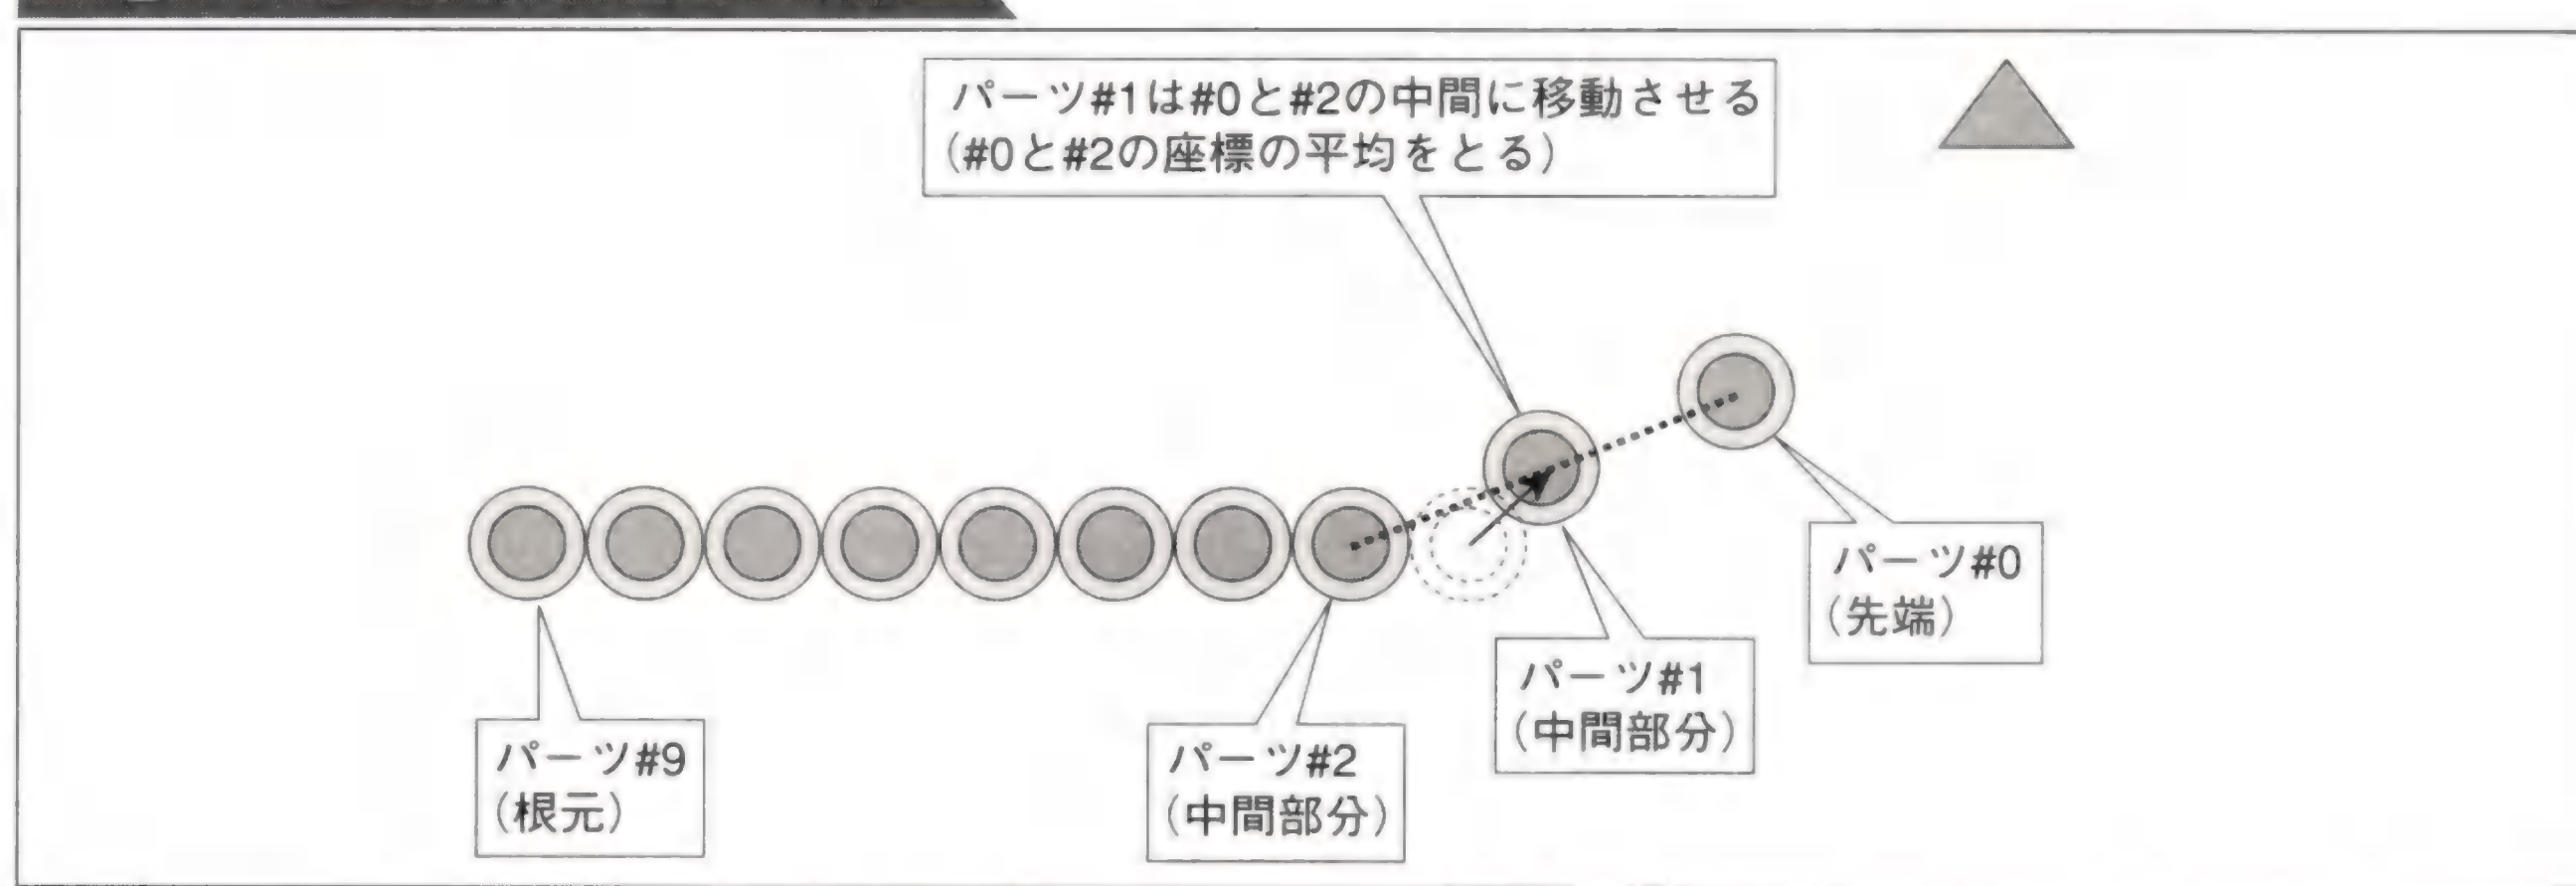 パーツ#1は#0と#2の中間に移動させる
(#0と#2の座標の平均をとる)
パーツ#0
(先端)
パーツ#1
(中間部分)
パーツ#2
(中間部分)
パーツ#9
(根元)